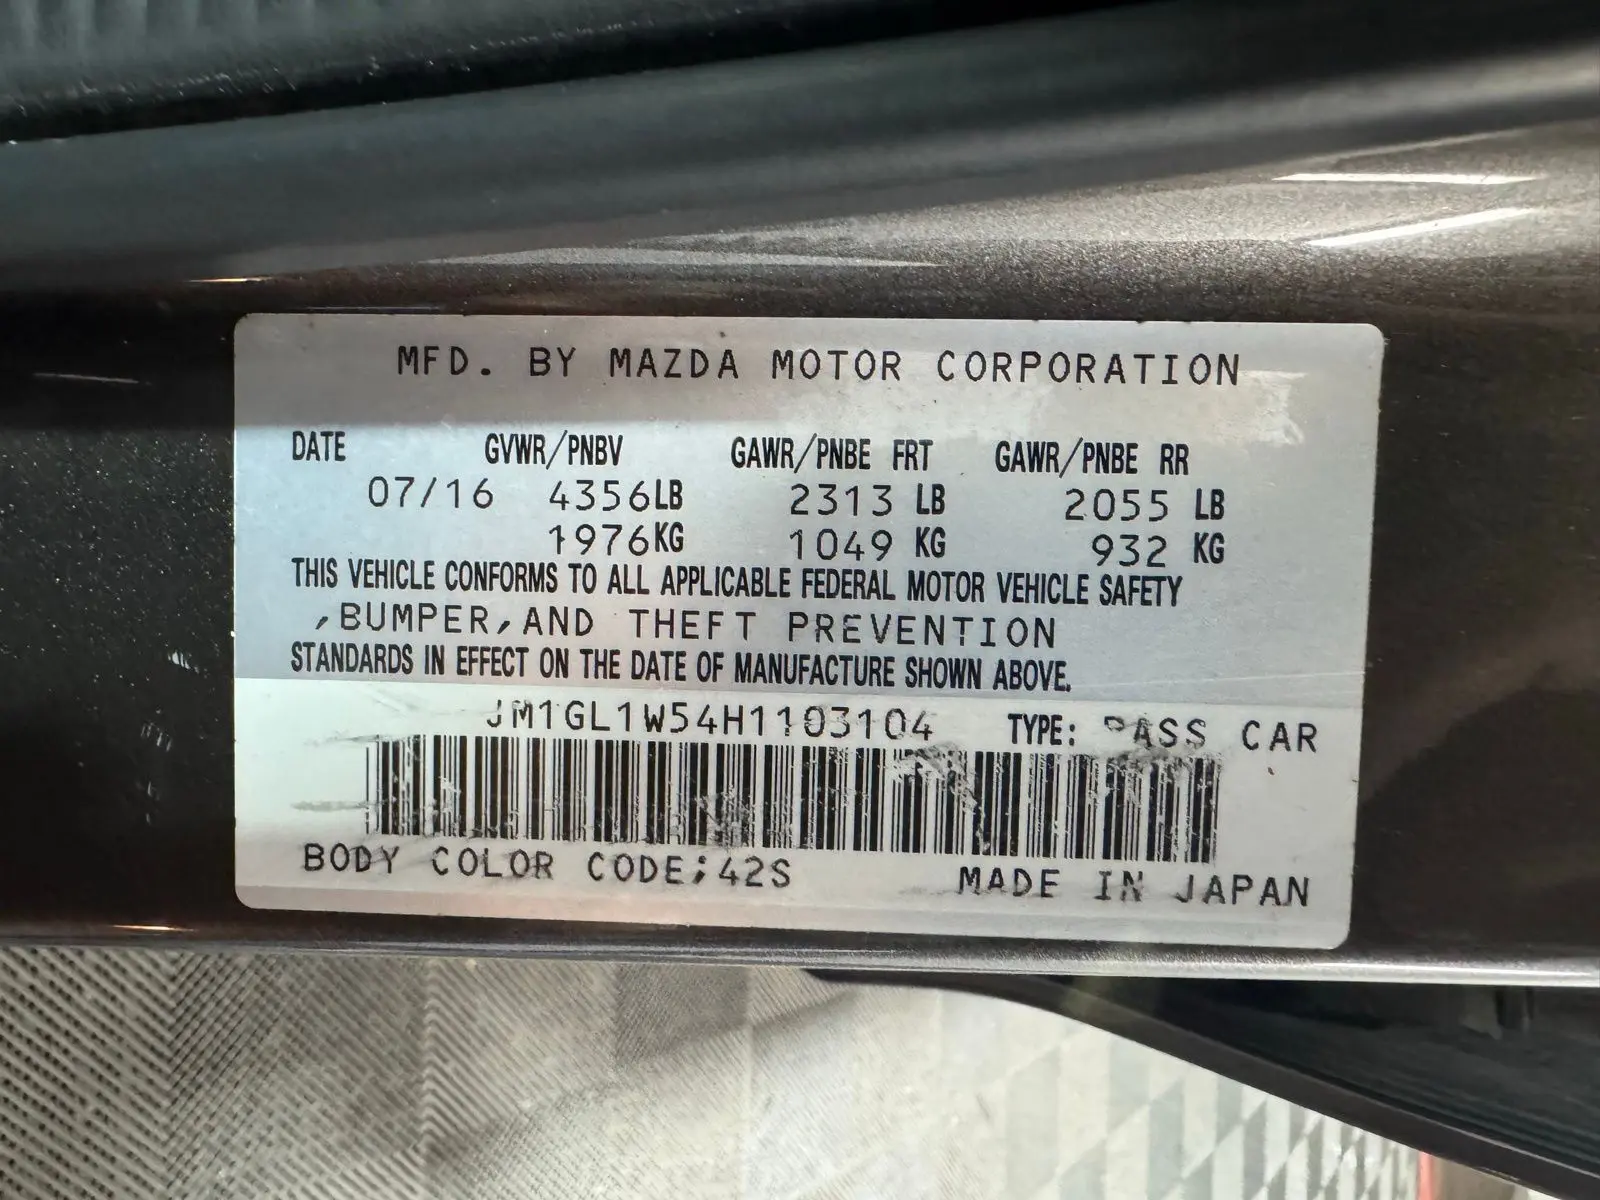 MFD. BY MAZDA MOTOR CORPORATION
DATE GVWR/PNBV GAWR/PNBE FRT GAWR/PNBE RR
07/16 4356LB 2313 LB 2055 LB
1976KG 1049 KG 932 KG
THIS VEHICLE CONFORMS TO ALL APPLICABLE FEDERAL MOTOR VEHICLE SAFETY
,BUMPER,AND THEFT PREVENTION
STANDARDS IN EFFECT ON THE DATE OF MANUFACTURE SHOWN ABOVE.
JM1GL1W54H1103104 TYPE: PASS CAR
BODY COLOR CODE;42S MADE IN JAPAN